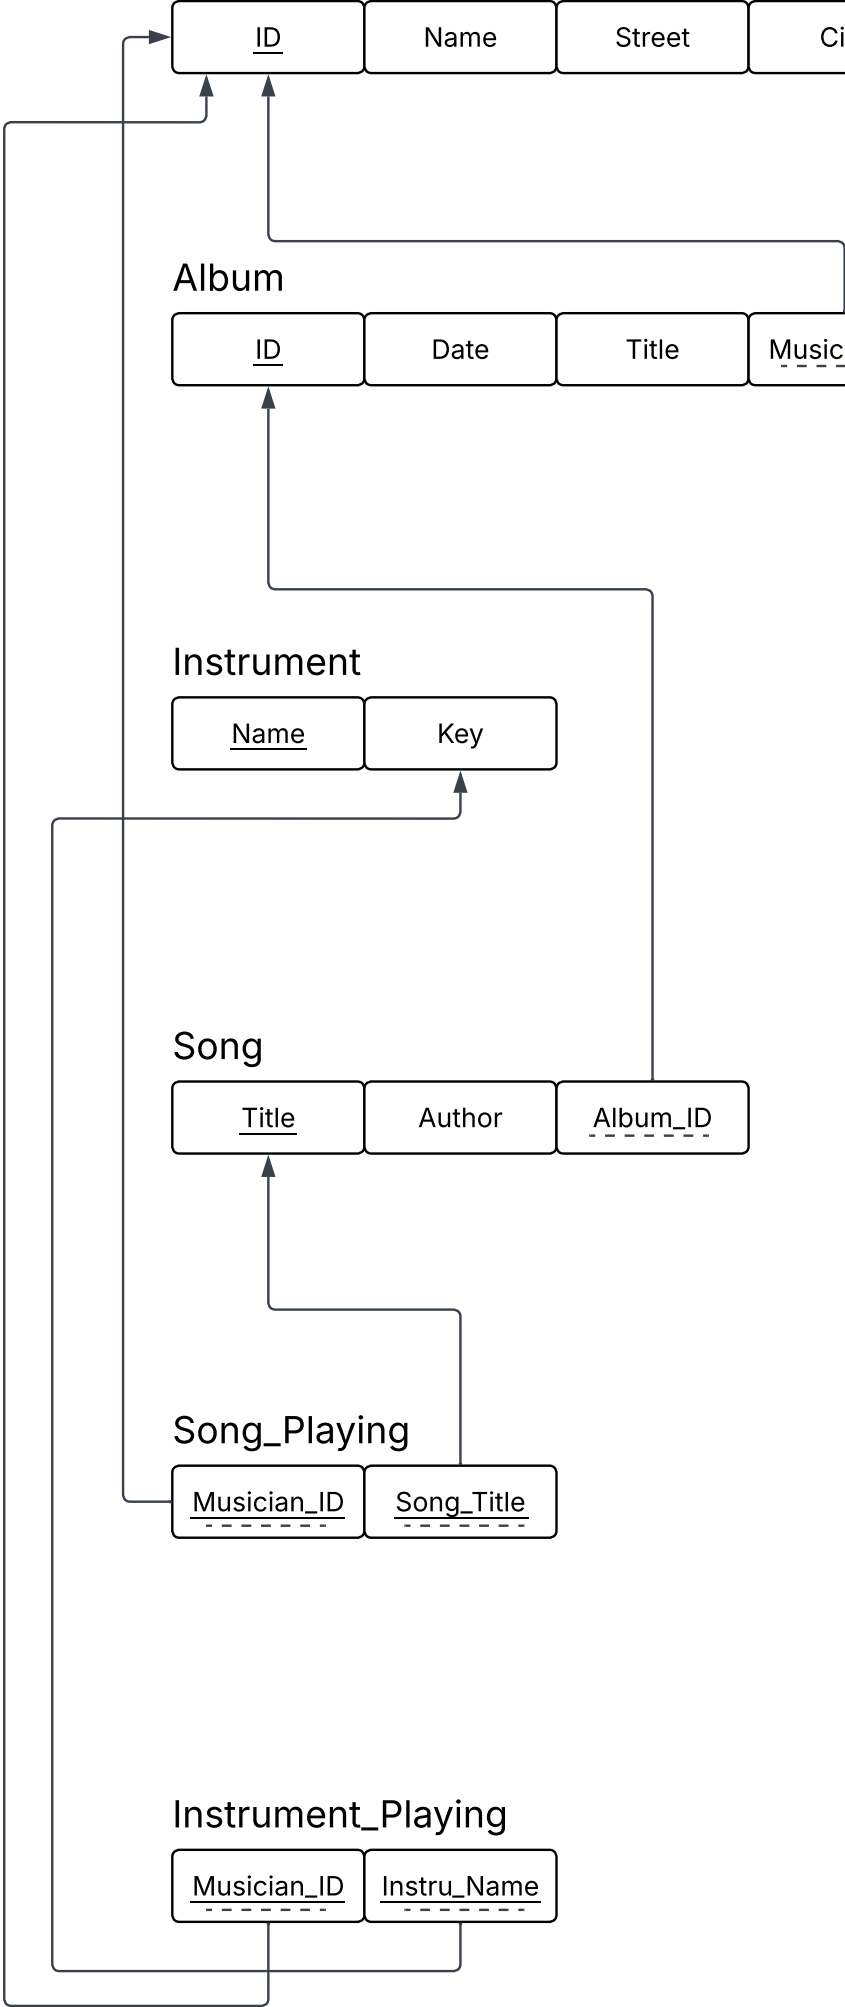 ID Name Street Ci
Album
ID Date Title Music
Instrument
Name Key
Song
Title Author Album_ID
Song_Playing
Musician_ID Song_Title
Instrument_Playing
Musician_ID Instru_Name